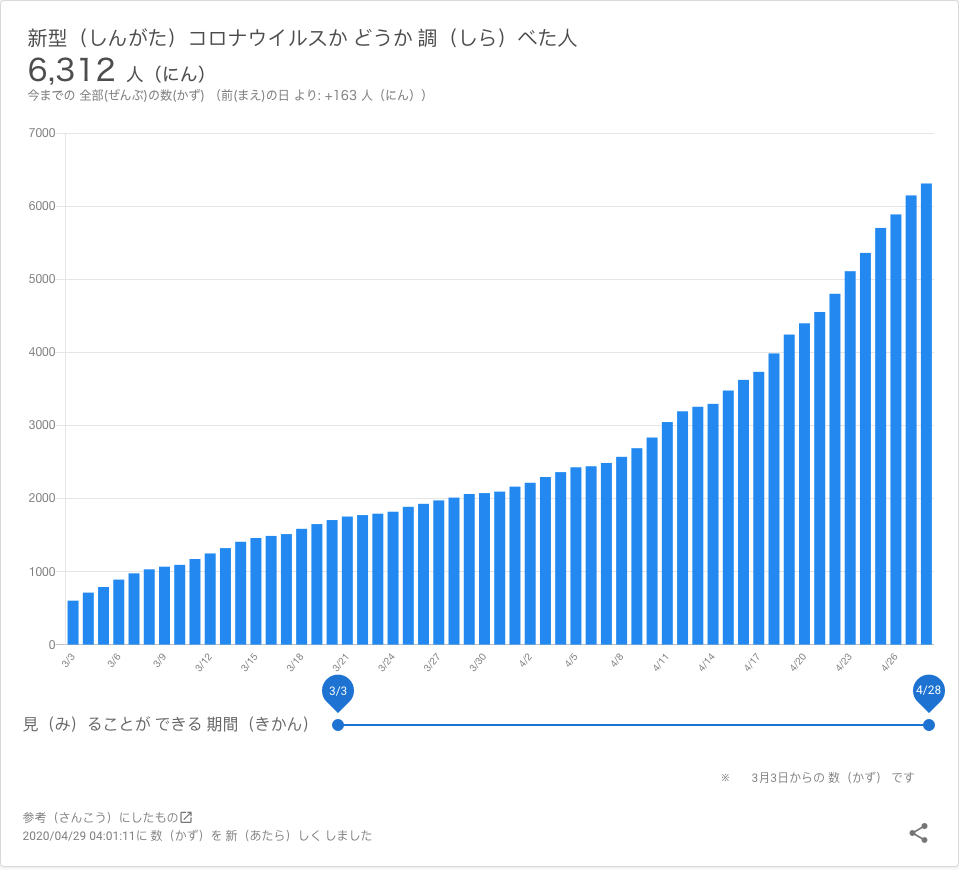 新型（しんがた）コロナウイルスか どうか 調（しら）べた人
6,312 人（にん）
今までの 全部(ぜんぶ)の数(かず) （前(まえ)の日 より: +163 人（にん））
7000
6000
5000
4000
3000
2000
1000
0
3/3 3/6 3/9 3/12 3/15 3/18 3/21 3/24 3/27 3/30 4/2 4/5 4/8 4/11 4/14 4/17 4/20 4/23 4/26
3/3 4/28
見（み）ることが できる 期間（きかん）
※ 3月3日からの 数（かず） です
参考（さんこう）にしたもの
2020/04/29 04:01:11に 数（かず）を 新（あたら）しく しました